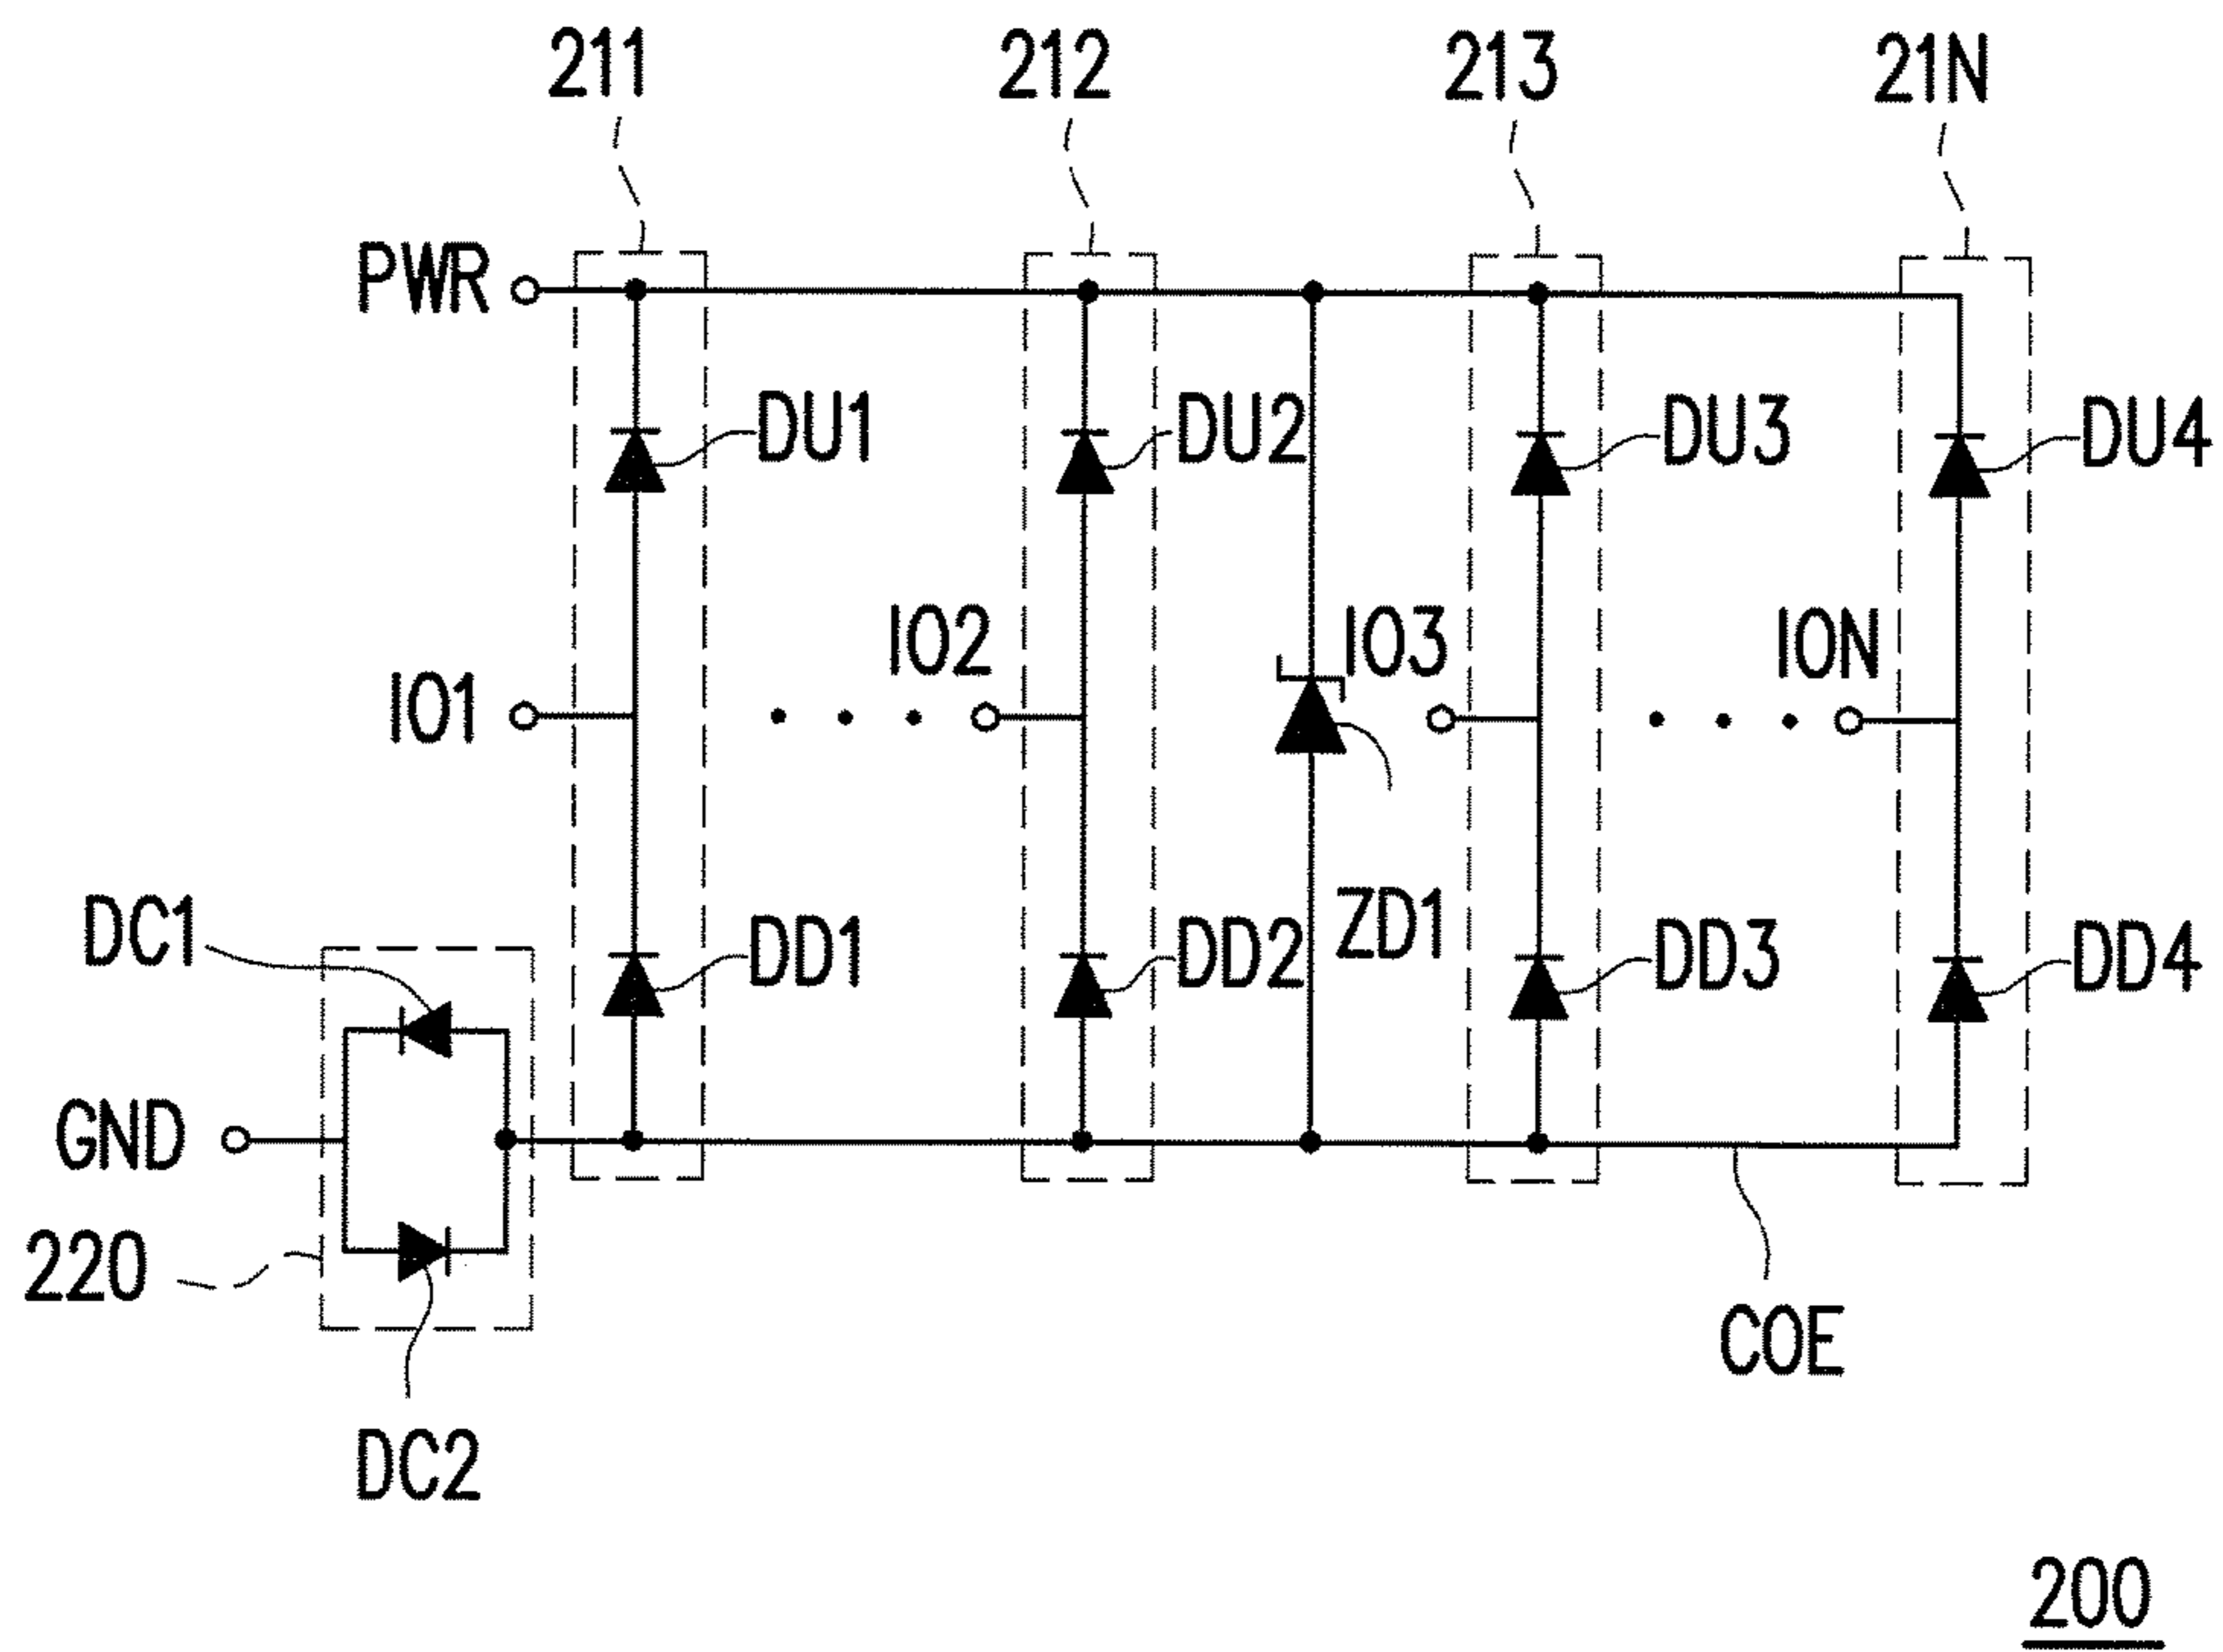 211 212 213 21N
PWR
DU1 DU2 DU3 DU4
IO1 IO2 IO3 ION
DC1 DD1 DD2 ZD1 DD3 DD4
GND
220
COE
DC2
200